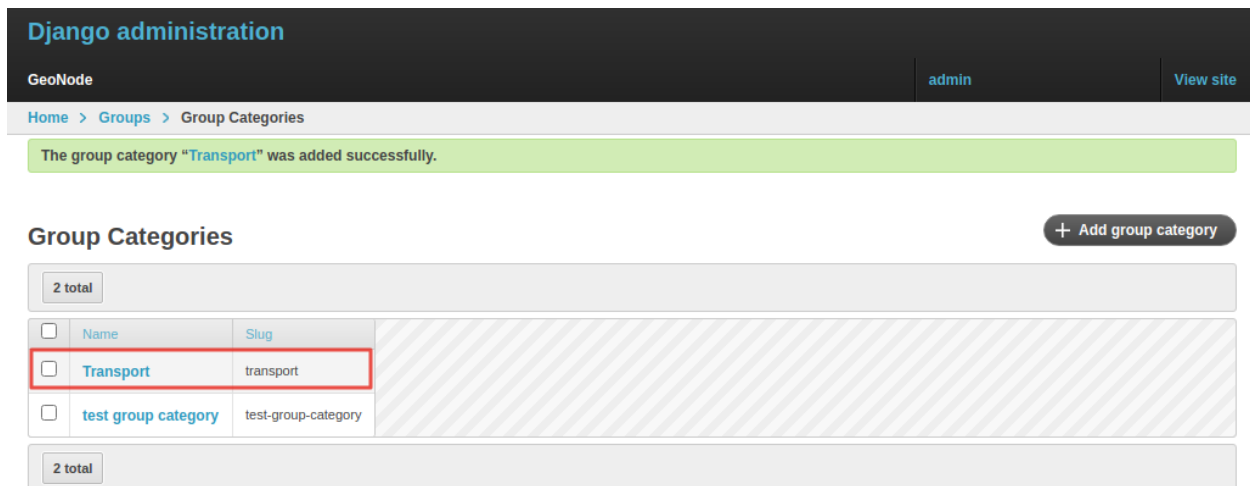 Django administration
GeoNode admin View site
Home > Groups > Group Categories
The group category “Transport” was added successfully.
Group Categories
+ Add group category
2 total
Name Slug
Transport transport
test group category test-group-category
2 total